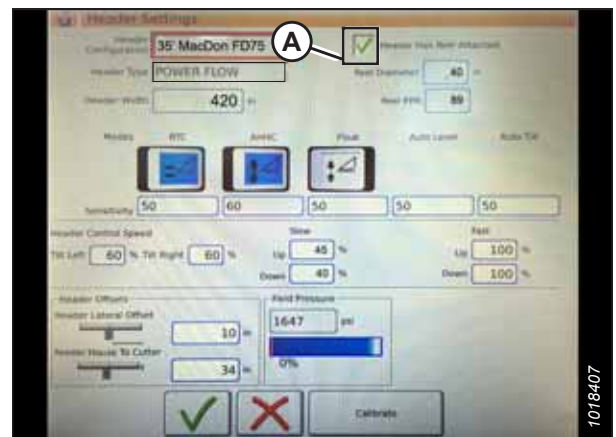 Header Settings
Header Configuration 35' MacDon FD75 A Header Has Reel Attached
Header Type POWER FLOW Reel Diameter 40 in
Header Width 420 in Reel PPR 89
Modes RTC AHHC Float Auto Level Auto Tilt
Sensitivity 50 60 50 50 50
Header Control Speed Slow Fast
Tilt Left 60 % Tilt Right 60 % Up 45 % Up 100 %
Down 40 % Down 100 %
Header Offsets Field Pressure
Header Lateral Offset 1647 psi
10 in
Feeder House To Cutter 0%
34 in
Calibrate
1018407